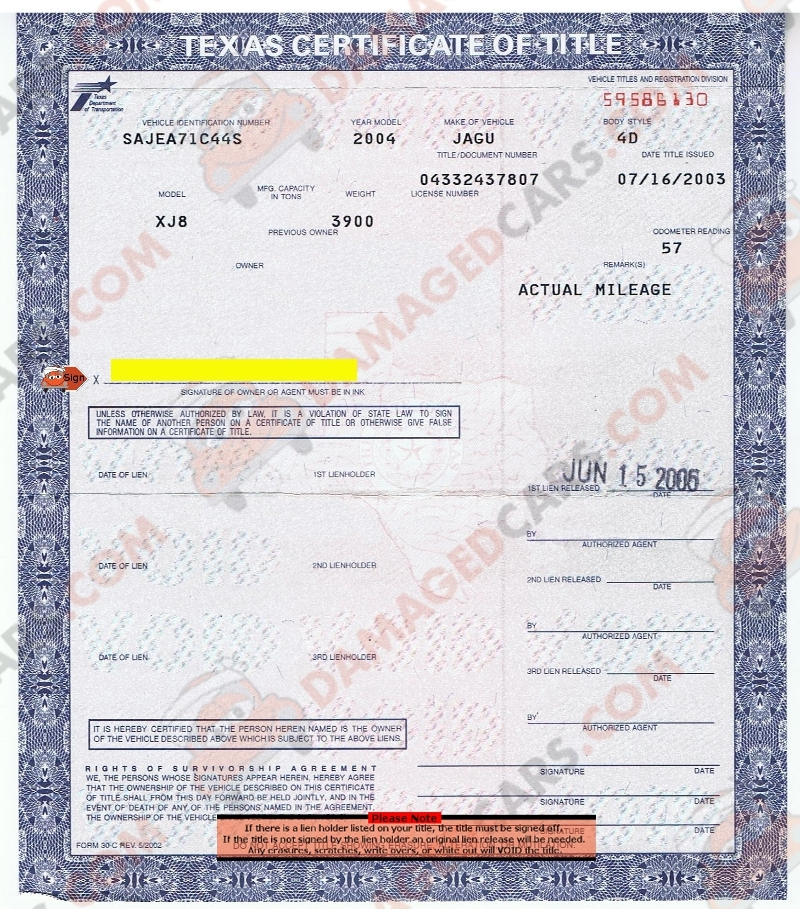 TEXAS CERTIFICATE OF TITLE
VEHICLE TITLES AND REGISTRATION DIVISION
Texas
Department
of Transportation
59586130
VEHICLE IDENTIFICATION NUMBER YEAR MODEL MAKE OF VEHICLE BODY STYLE
SAJEA71C44S 2004 JAGU 4D
TITLE/DOCUMENT NUMBER DATE TITLE ISSUED
04332437807 07/16/2003
MODEL MFG. CAPACITY
IN TONS WEIGHT LICENSE NUMBER
XJ8 3900
PREVIOUS OWNER ODOMETER READING
57
OWNER REMARK(S)
ACTUAL MILEAGE
Sign X
SIGNATURE OF OWNER OR AGENT MUST BE IN INK
UNLESS OTHERWISE AUTHORIZED BY LAW, IT IS A VIOLATION OF STATE LAW TO SIGN
THE NAME OF ANOTHER PERSON ON A CERTIFICATE OF TITLE OR OTHERWISE GIVE FALSE
INFORMATION ON A CERTIFICATE OF TITLE.
DATE OF LIEN 1ST LIENHOLDER
JUN 15 2006
1ST LIEN RELEASED
DATE
BY
AUTHORIZED AGENT
DATE OF LIEN 2ND LIENHOLDER
2ND LIEN RELEASED
DATE
BY
AUTHORIZED AGENT
DATE OF LIEN 3RD LIENHOLDER
3RD LIEN RELEASED
DATE
BY
AUTHORIZED AGENT
IT IS HEREBY CERTIFIED THAT THE PERSON HEREIN NAMED IS THE OWNER
OF THE VEHICLE DESCRIBED ABOVE WHICH IS SUBJECT TO THE ABOVE LIENS.
RIGHTS OF SURVIVORSHIP AGREEMENT
WE, THE PERSONS WHOSE SIGNATURES APPEAR HEREIN, HEREBY AGREE
THAT THE OWNERSHIP OF THE VEHICLE DESCRIBED ON THIS CERTIFICATE
OF TITLE SHALL FROM THIS DAY FORWARD BE HELD JOINTLY, AND IN THE
EVENT OF DEATH OF ANY OF THE PERSONS NAMED IN THE AGREEMENT,
THE OWNERSHIP OF THE VEHICLE
SIGNATURE DATE
SIGNATURE DATE
SIGNATURE DATE
Please Note
If there is a lien holder listed on your title, the title must be signed off.
If the title is not signed by the lien holder an original lien release will be needed.
Any erasures, scratches, write overs, or white out will VOID the title.
FORM 30-C REV. 5/2002
DAMAGEDCARS.COM
DAMAGEDCARS.COM
DAMAGEDCARS.COM